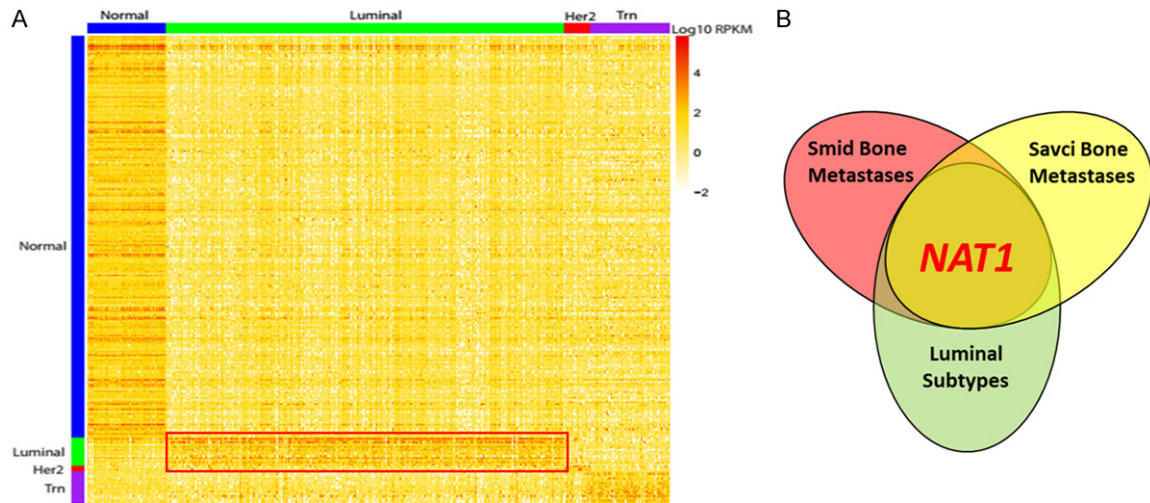 A
Normal
Luminal
Her2
Trn
Log10 RPKM
4
2
0
−2
Normal
Luminal
Her2
Trn
B
Smid Bone
Metastases
Savci Bone
Metastases
NAT1
Luminal
Subtypes